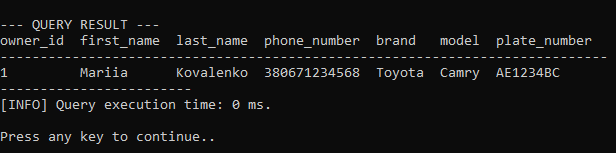 --- QUERY RESULT ---
owner_id  first_name  last_name  phone_number  brand   model  plate_number
----------------------------------------------------------------------------
1         Mariia      Kovalenko  380671234568  Toyota  Camry  AE1234BC
------------------------
[INFO] Query execution time: 0 ms.
Press any key to continue..